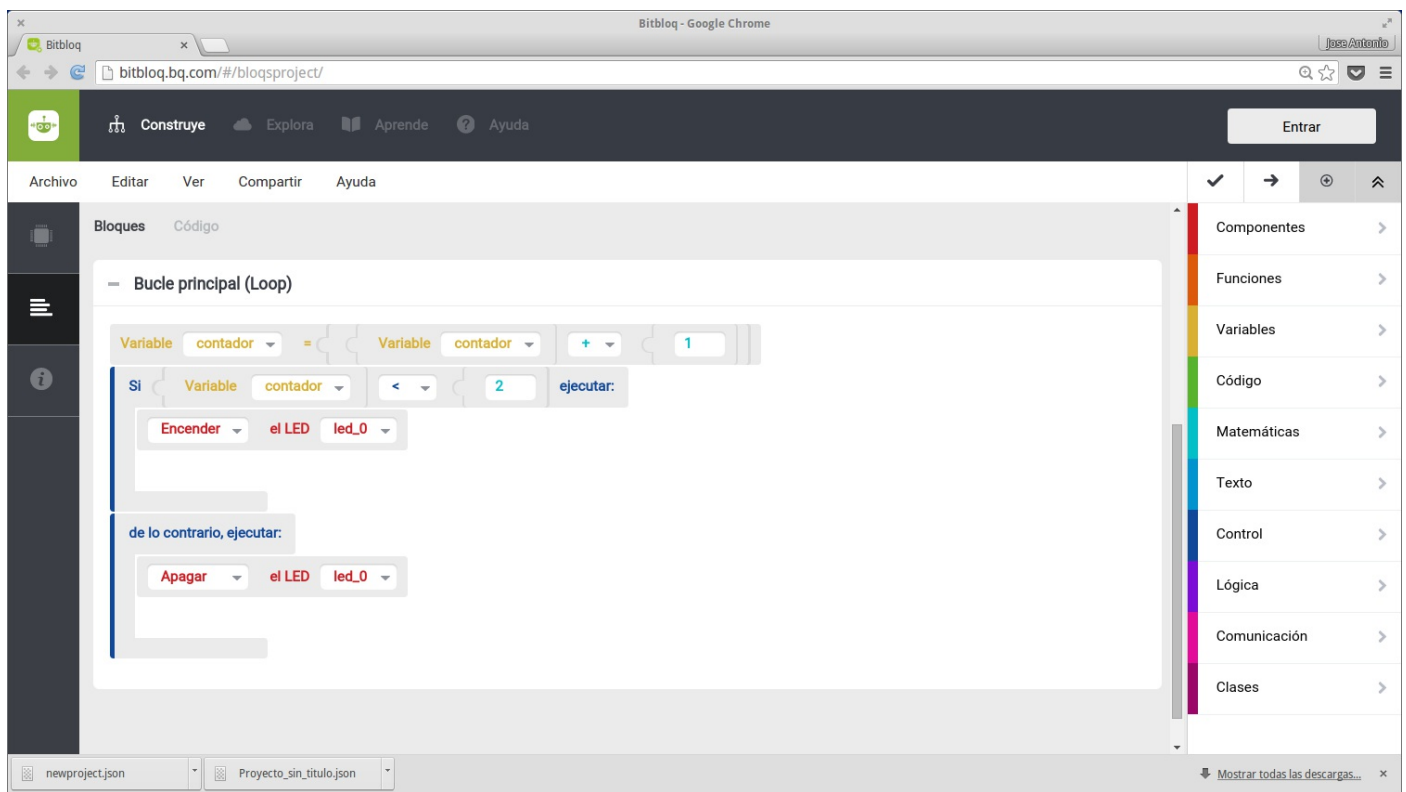 Bitbloq - Google Chrome
Bitbloq
Jose Antonio
bitbloq.bq.com/#/bloqsproject/
Construye Explora Aprende Ayuda Entrar
Archivo Editar Ver Compartir Ayuda
Bloques Código
Bucle principal (Loop)
Variable contador = Variable contador + 1
Si Variable contador < 2 ejecutar:
Encender el LED led_0
de lo contrario, ejecutar:
Apagar el LED led_0
Componentes
Funciones
Variables
Código
Matemáticas
Texto
Control
Lógica
Comunicación
Clases
newproject.json Proyecto_sin_titulo.json Mostrar todas las descargas...